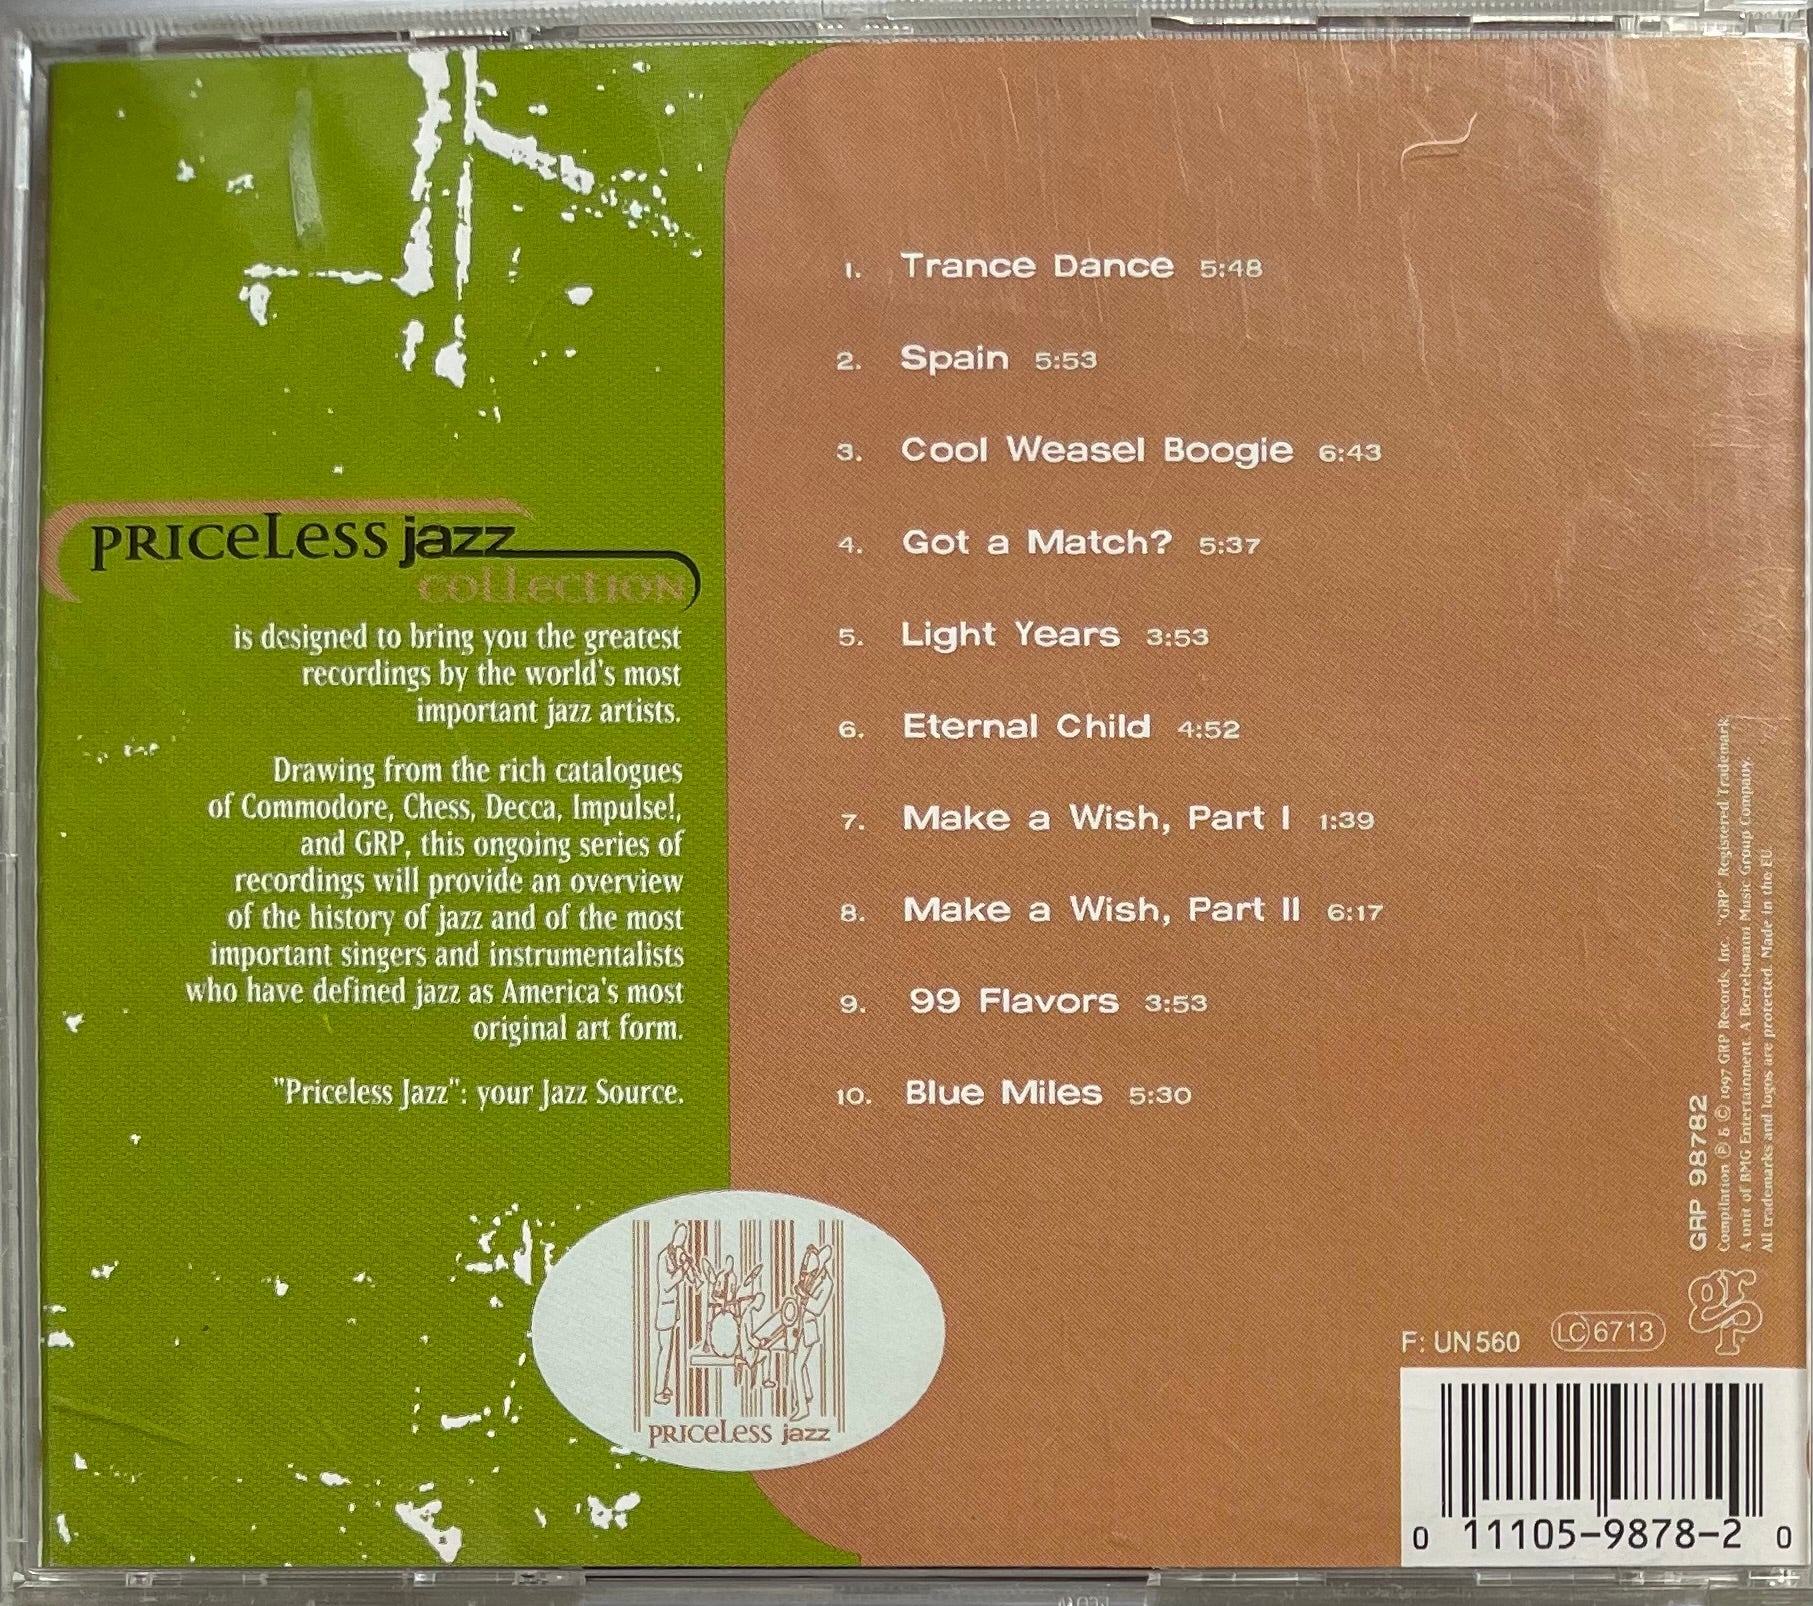 PRICELESS jazz
COLLECTION
is designed to bring you the greatest
recordings by the world's most
important jazz artists.
Drawing from the rich catalogues
of Commodore, Chess, Decca, Impulse!,
and GRP, this ongoing series of
recordings will provide an overview
of the history of jazz and of the most
important singers and instrumentalists
who have defined jazz as America's most
original art form.
"Priceless Jazz": your Jazz Source.
1. Trance Dance 5:48
2. Spain 5:53
3. Cool Weasel Boogie 6:43
4. Got a Match? 5:37
5. Light Years 3:53
6. Eternal Child 4:52
7. Make a Wish, Part I 1:39
8. Make a Wish, Part II 6:17
9. 99 Flavors 3:53
10. Blue Miles 5:30
PRICELESS jazz
GRP 98782
Compilation ℗ & © 1997 GRP Records, Inc. "GRP" Registered Trademark.
A unit of BMG Entertainment. A Bertelsmann Music Group Company.
All trademarks and logos are protected. Made in the EU.
grp
F: UN 560
LC 6713
0 11105-9878-2 0